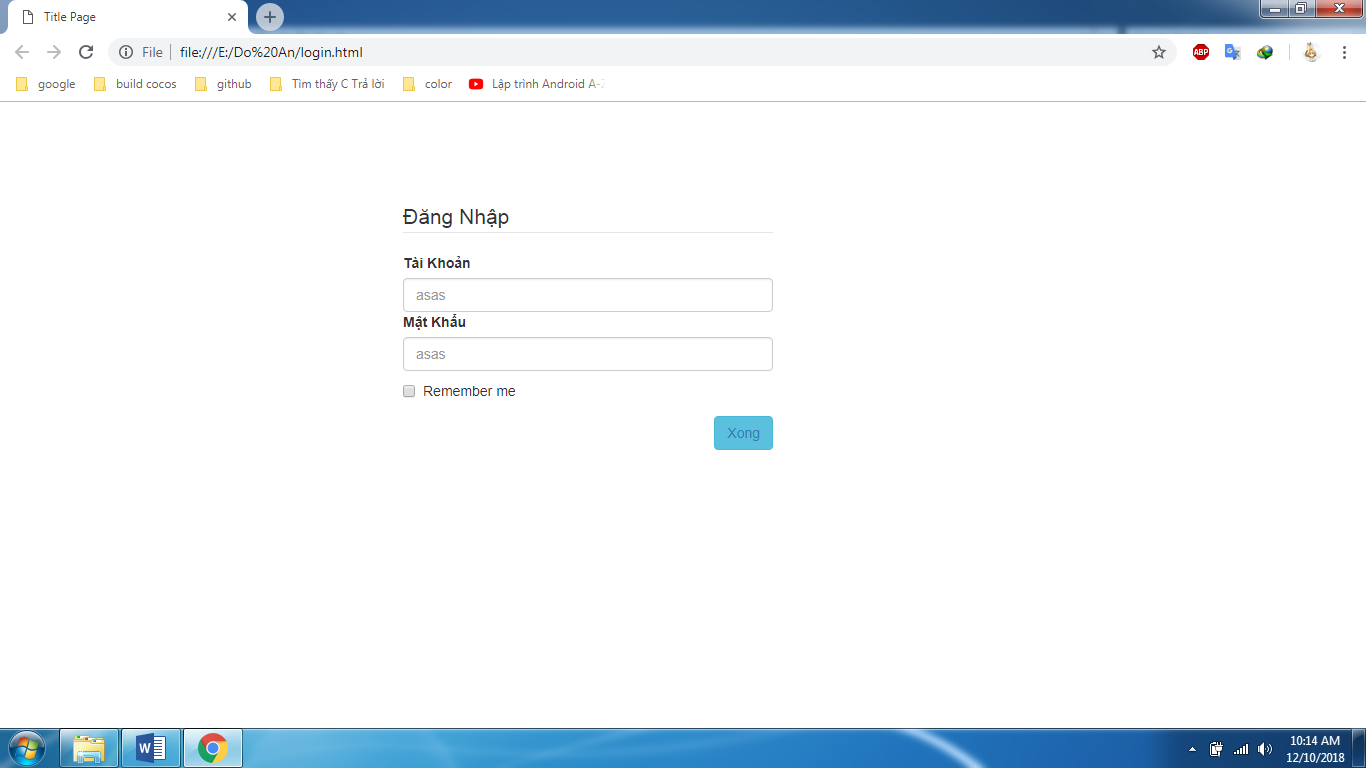 Title Page
File file:///E:/Do%20An/login.html
ABP
google build cocos github Tìm thấy C Trả lời color Lập trình Android A-
Đăng Nhập
Tài Khoản
asas
Mật Khẩu
asas
Remember me
Xong
W
10:14 AM
12/10/2018